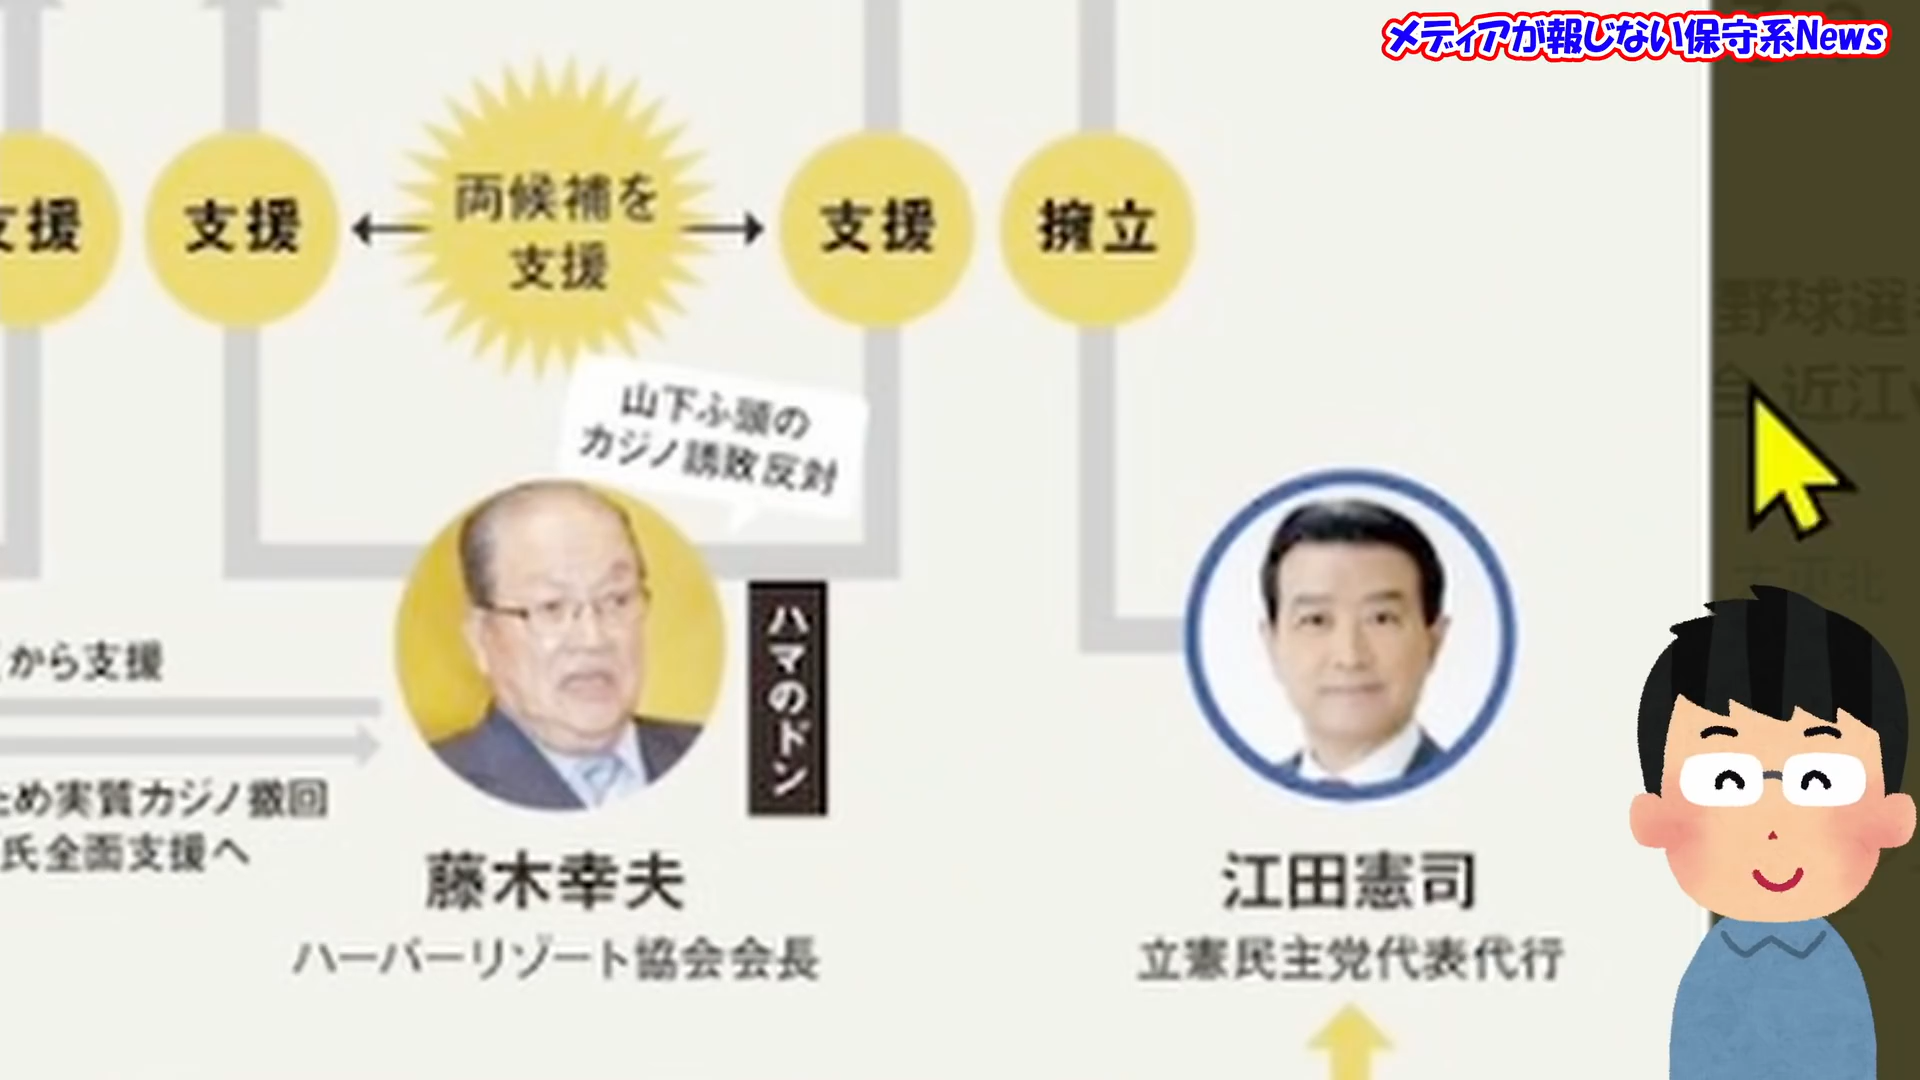 メディアが報じない保守系News
支援
支援
両候補を
支援
支援
擁立
山下ふ頭の
カジノ誘致反対
野球選
近江
から支援
ハマのドン
ため実質カジノ撤回
氏全面支援へ
藤木幸夫
ハーバーリゾート協会会長
江田憲司
立憲民主党代表代行